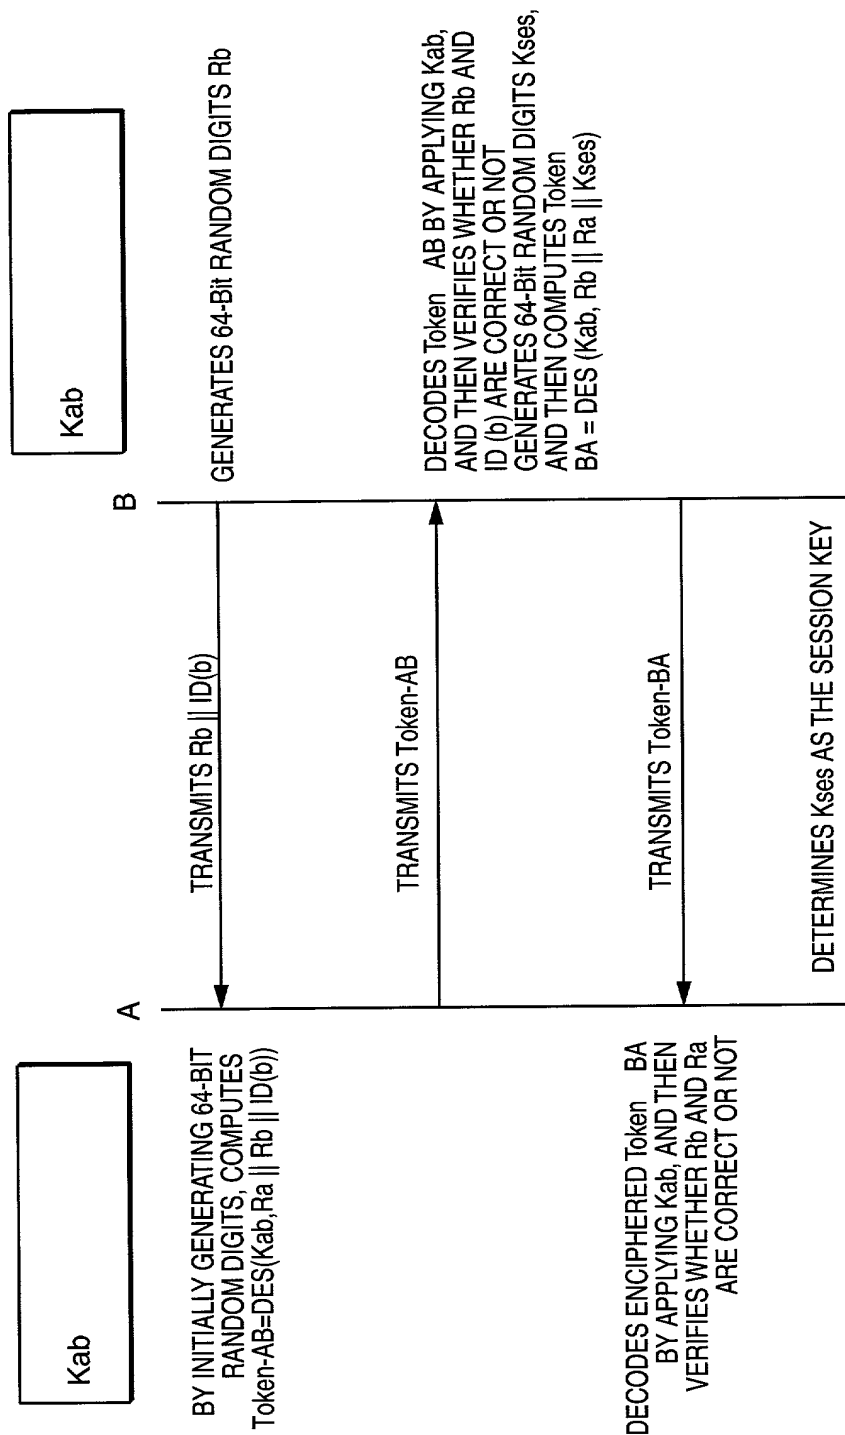 Kab
Kab
A
B
GENERATES 64-Bit RANDOM DIGITS Rb
TRANSMITS Rb || ID(b)
BY INITIALLY GENERATING 64-BIT
RANDOM DIGITS, COMPUTES
Token-AB=DES(Kab,Ra || Rb || ID(b))
TRANSMITS Token-AB
DECODES Token AB BY APPLYING Kab,
AND THEN VERIFIES WHETHER Rb AND
ID (b) ARE CORRECT OR NOT
GENERATES 64-Bit RANDOM DIGITS Kses,
AND THEN COMPUTES Token
BA = DES (Kab, Rb || Ra || Kses)
TRANSMITS Token-BA
DECODES ENCIPHERED Token BA
BY APPLYING Kab, AND THEN
VERIFIES WHETHER Rb AND Ra
ARE CORRECT OR NOT
DETERMINES Kses AS THE SESSION KEY